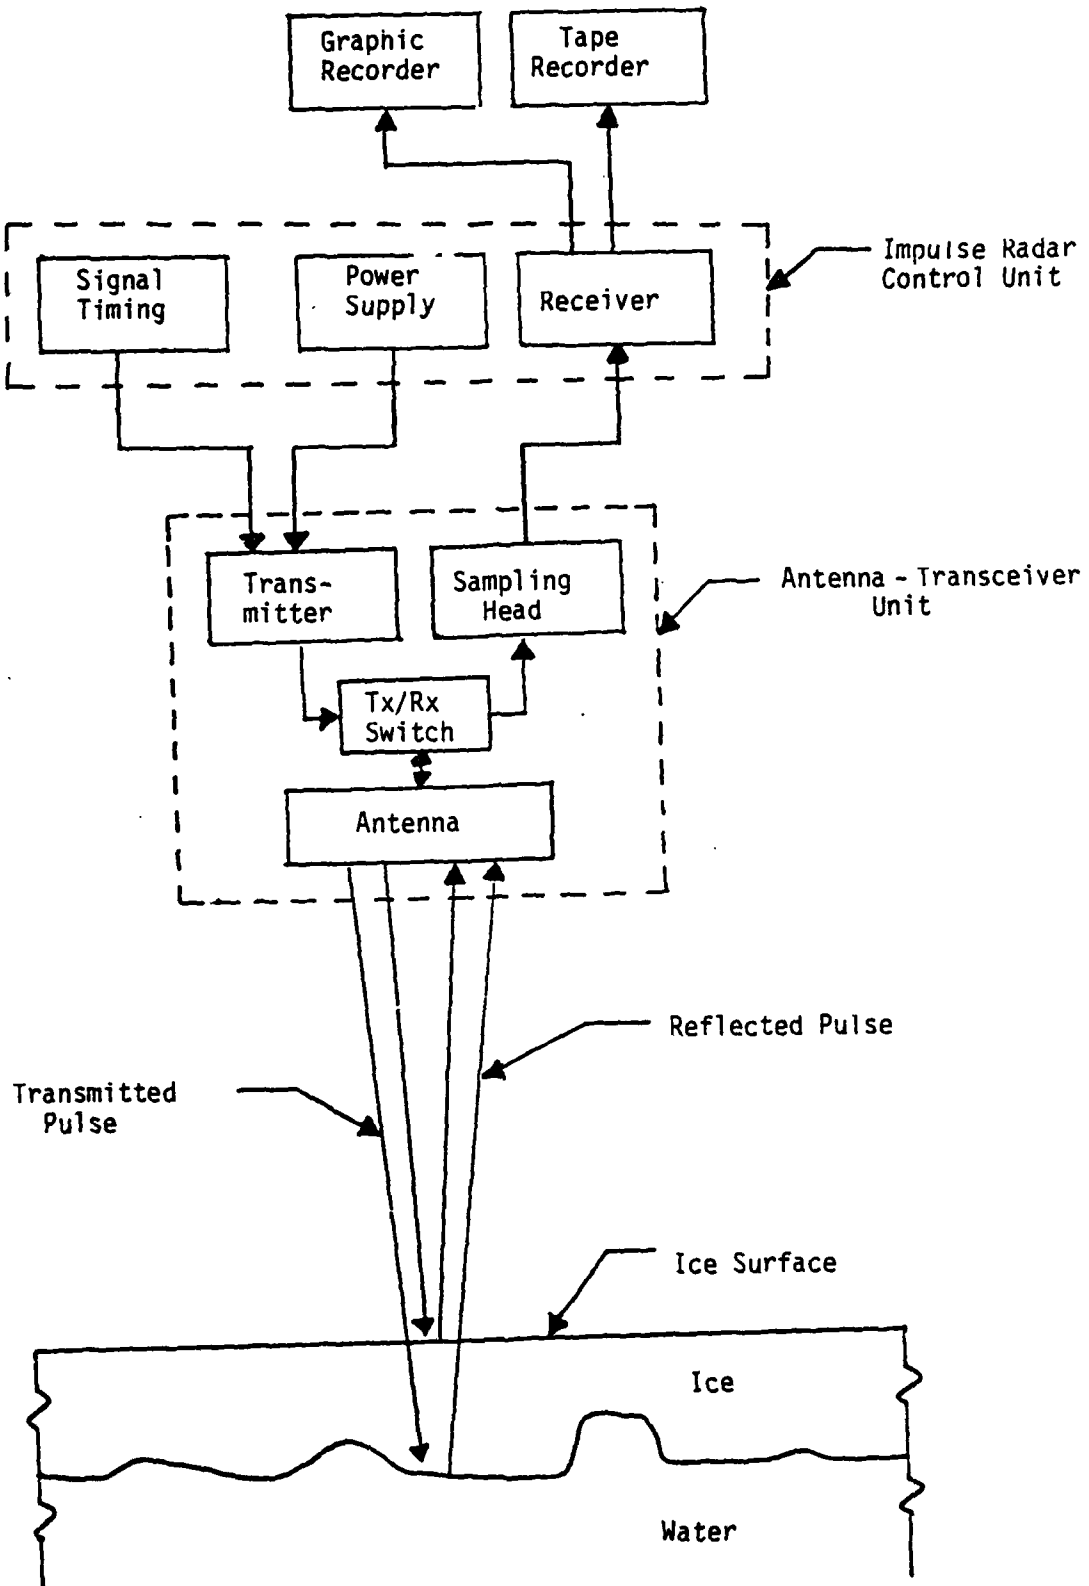 Graphic
Recorder
Tape
Recorder
Signal
Timing
Power
Supply
Receiver
Impulse Radar
Control Unit
Trans-
mitter
Sampling
Head
Antenna - Transceiver
Unit
Tx/Rx
Switch
Antenna
Reflected Pulse
Transmitted
Pulse
Ice Surface
Ice
Water